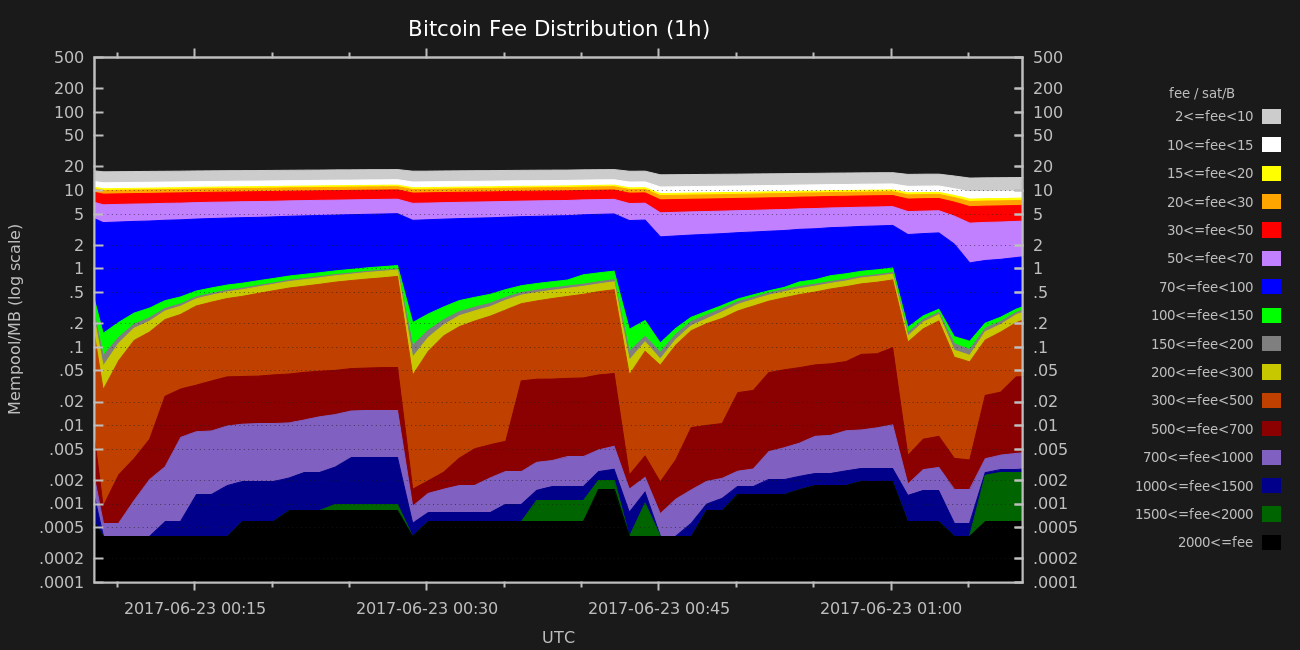 Bitcoin Fee Distribution (1h)
500 500
200 200
100 100
50 50
20 20
10 10
5 5
2 2
1 1
.5 .5
.2 .2
.1 .1
.05 .05
.02 .02
.01 .01
.005 .005
.002 .002
.001 .001
.0005 .0005
.0002 .0002
.0001 .0001
Mempool/MB (log scale)
2017-06-23 00:15 2017-06-23 00:30 2017-06-23 00:45 2017-06-23 01:00
UTC
fee / sat/B
2<=fee<10
10<=fee<15
15<=fee<20
20<=fee<30
30<=fee<50
50<=fee<70
70<=fee<100
100<=fee<150
150<=fee<200
200<=fee<300
300<=fee<500
500<=fee<700
700<=fee<1000
1000<=fee<1500
1500<=fee<2000
2000<=fee